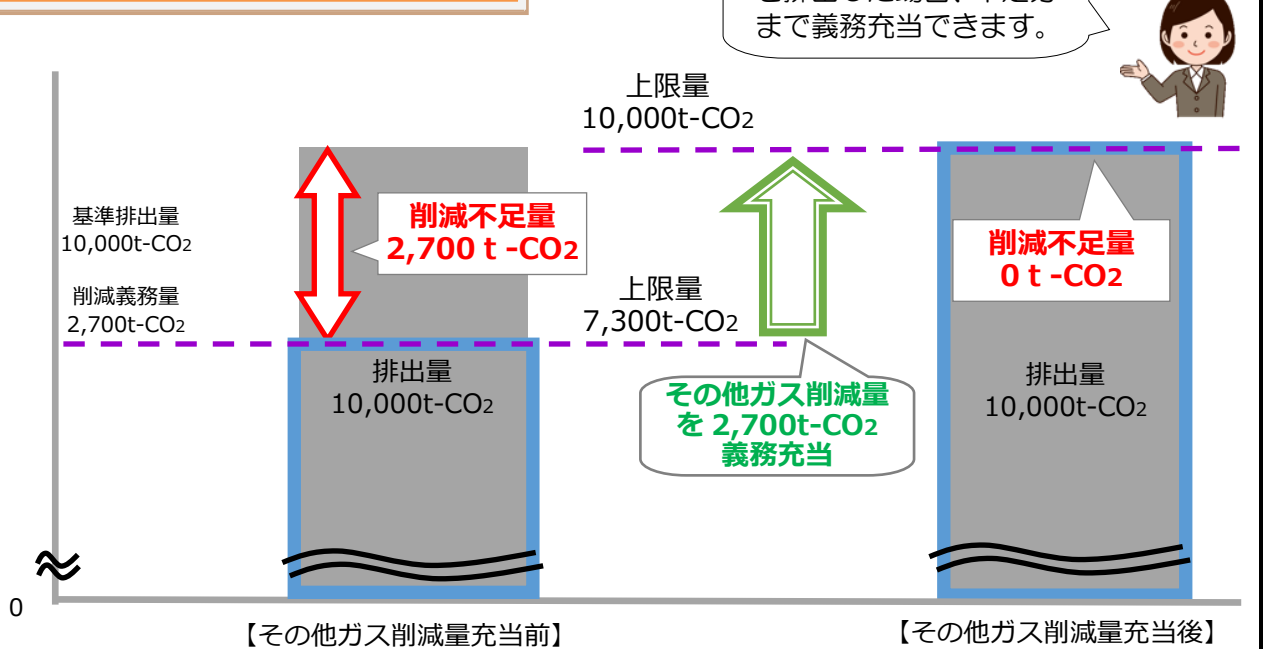 まで義務充当できます。
上限量
10,000t-CO2
基準排出量
10,000t-CO2
削減不足量
2,700ｔ-CO2
削減不足量
0ｔ-CO2
削減義務量
2,700t-CO2
上限量
7,300t-CO2
排出量
10,000t-CO2
その他ガス削減量
を 2,700t-CO2
義務充当
排出量
10,000t-CO2
0
【その他ガス削減量充当前】
【その他ガス削減量充当後】